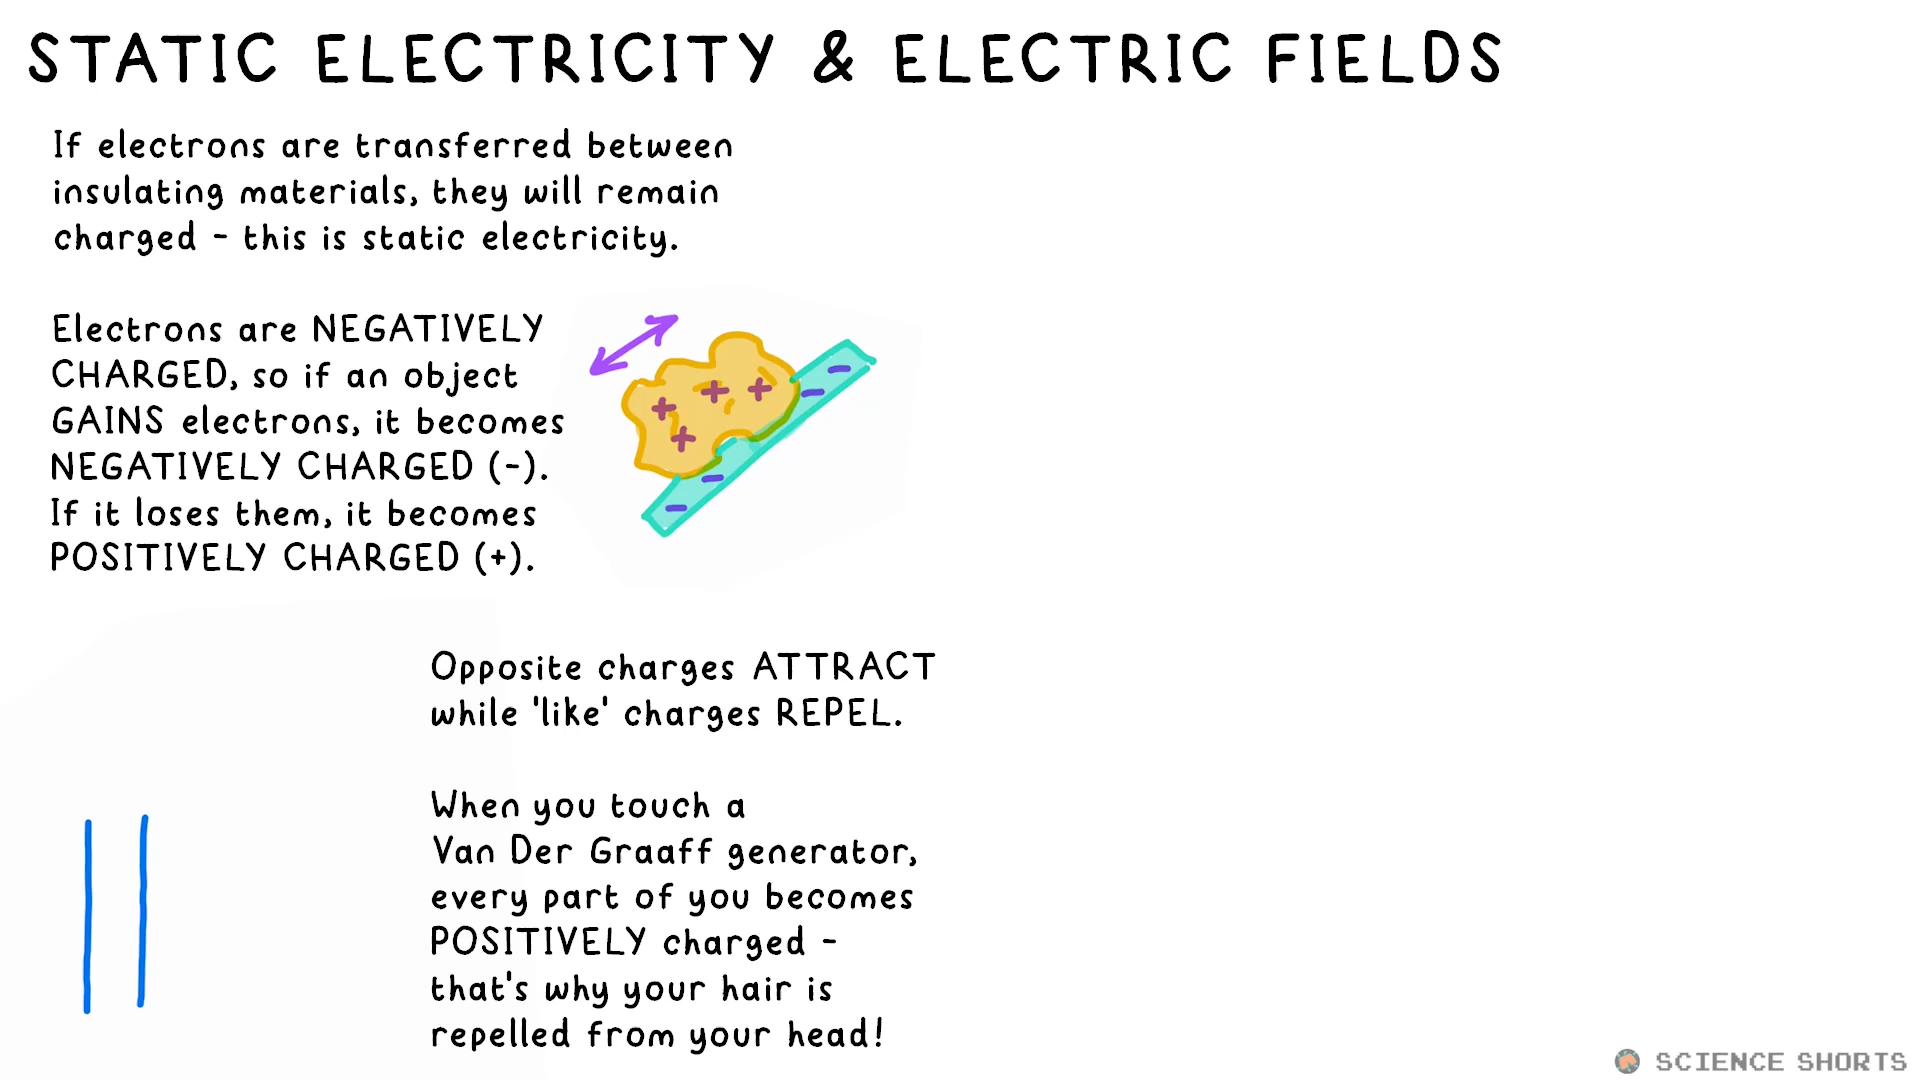 STATIC ELECTRICITY & ELECTRIC FIELDS
If electrons are transferred between
insulating materials, they will remain
charged - this is static electricity.
Electrons are NEGATIVELY
CHARGED, so if an object
GAINS electrons, it becomes
NEGATIVELY CHARGED (-).
If it loses them, it becomes
POSITIVELY CHARGED (+).
Opposite charges ATTRACT
while 'like' charges REPEL.
When you touch a
Van Der Graaff generator,
every part of you becomes
POSITIVELY charged -
that's why your hair is
repelled from your head!
SCIENCE SHORTS